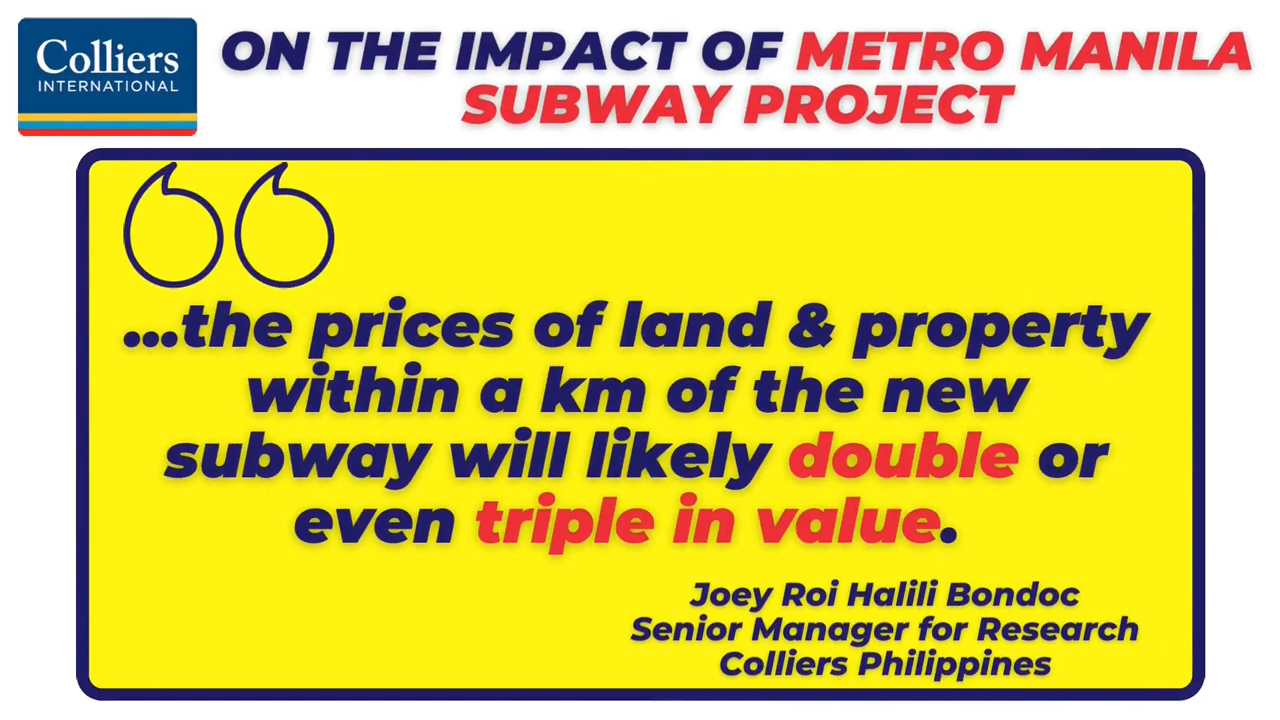 Colliers
INTERNATIONAL
ON THE IMPACT OF METRO MANILA
SUBWAY PROJECT
...the prices of land & property
within a km of the new
subway will likely double or
even triple in value.
Joey Roi Halili Bondoc
Senior Manager for Research
Colliers Philippines